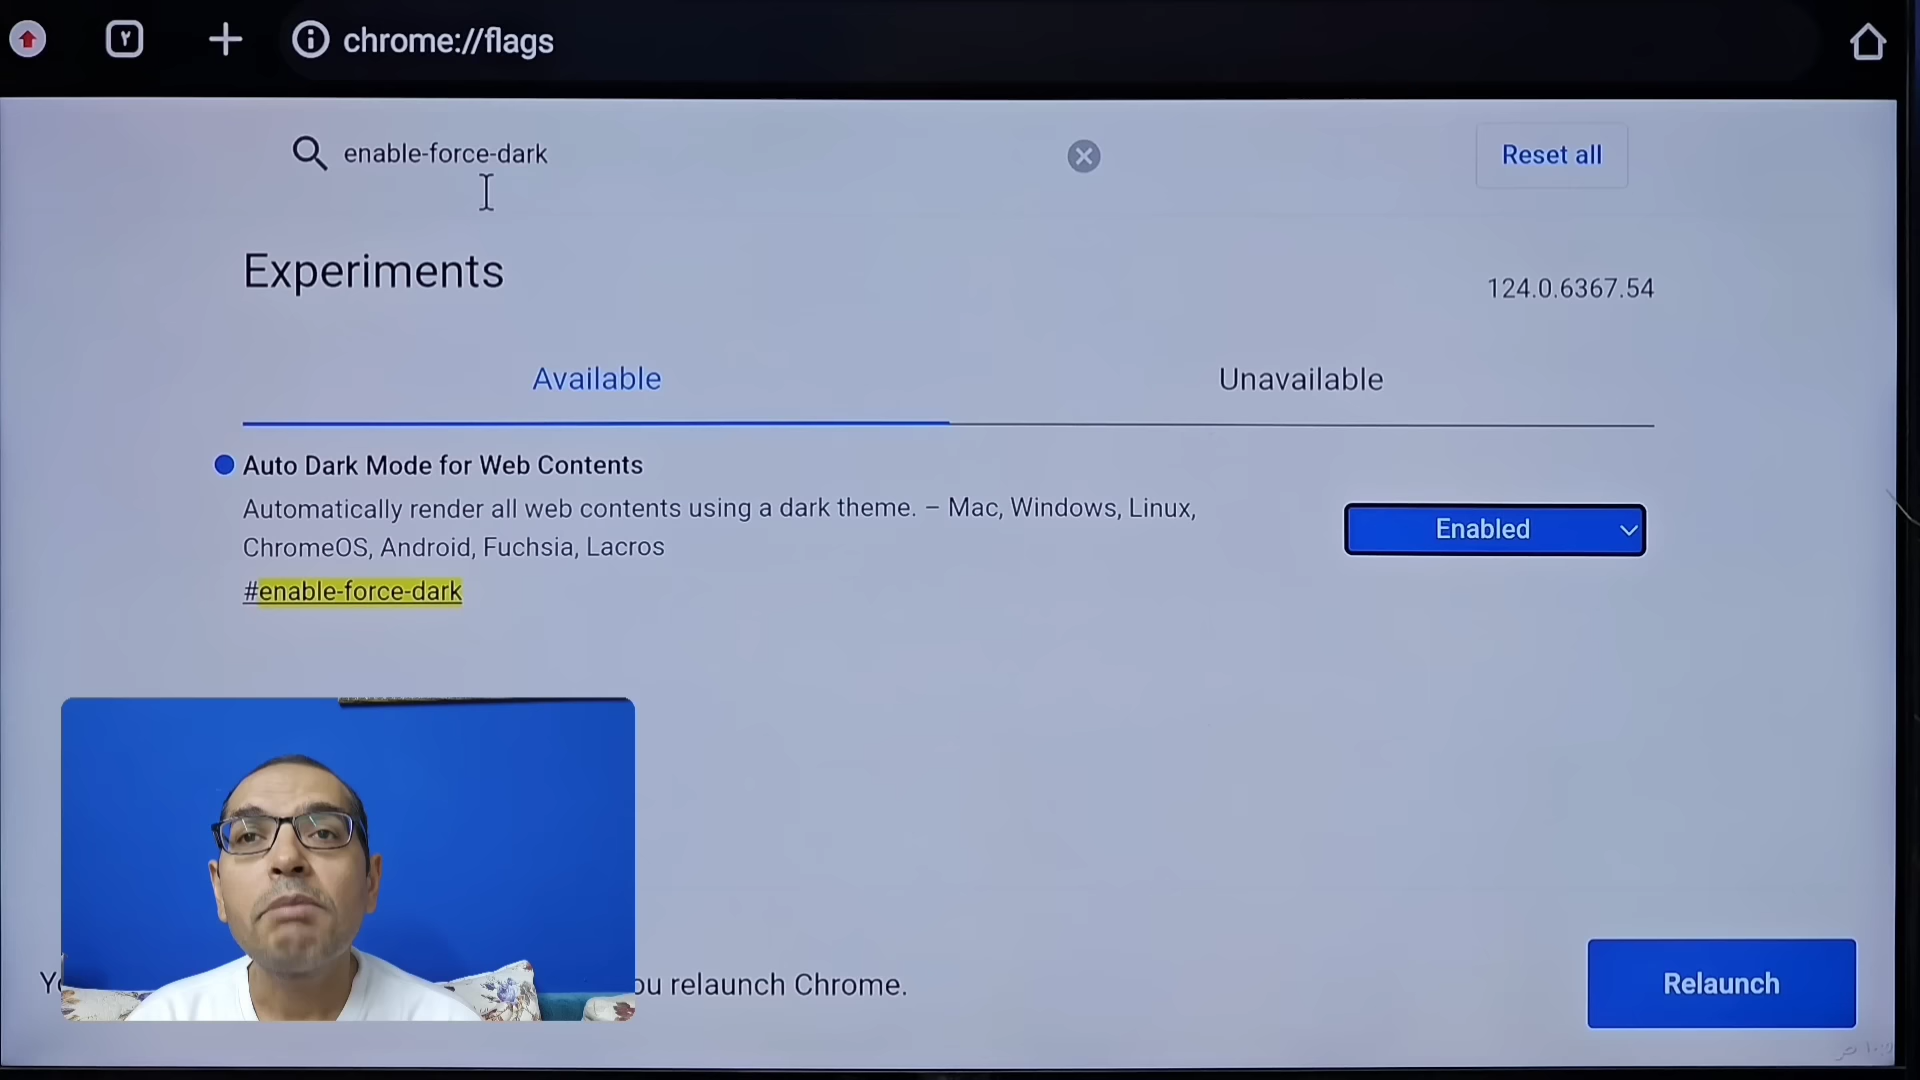 ٢
chrome://flags
enable-force-dark
Reset all
Experiments
124.0.6367.54
Available
Unavailable
Auto Dark Mode for Web Contents
Automatically render all web contents using a dark theme. – Mac, Windows, Linux,
ChromeOS, Android, Fuchsia, Lacros
Enabled
#enable-force-dark
relaunch Chrome.
Relaunch